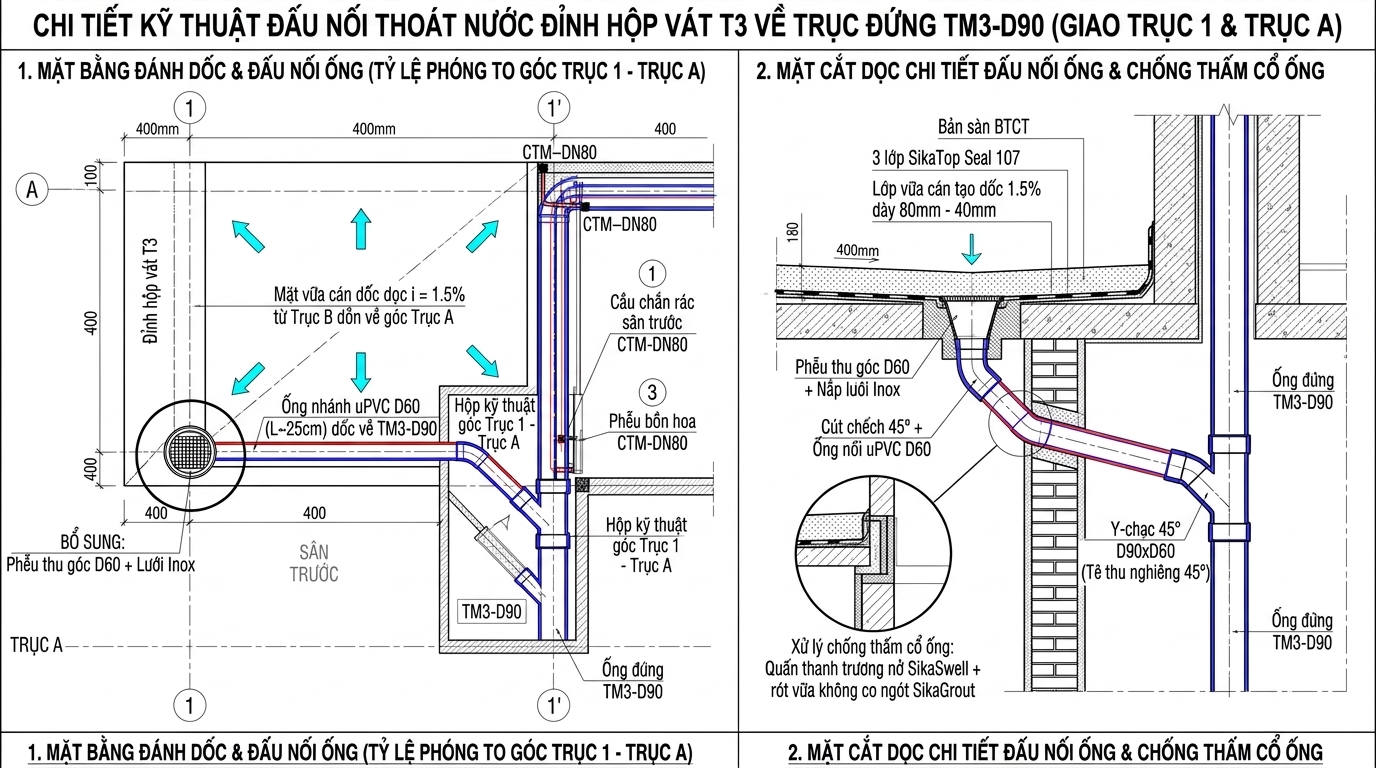 CHI TIẾT KỸ THUẬT ĐẤU NỐI THOÁT NƯỚC ĐỈNH HỘP VÁT T3 VỀ TRỤC ĐỨNG TM3-D90 (GIAO TRỤC 1 & TRỤC A)
1. MẶT BẰNG ĐÁNH DỐC & ĐẤU NỐI ỐNG (TỶ LỆ PHÓNG TO GÓC TRỤC 1 - TRỤC A)
1
1'
400mm
400mm
400
CTM–DN80
100
A
CTM–DN80
Đỉnh hộp vát T3
1
Mặt vữa cán dốc dọc i = 1.5%
từ Trục B dồn về góc Trục A
Cầu chắn rác
sân trước
CTM-DN80
400
3
Phễu bồn hoa
CTM-DN80
Ống nhánh uPVC D60
(L~25cm) dốc về TM3-D90
Hộp kỹ thuật
góc Trục 1 -
Trục A
400
400
400
BỔ SUNG:
Phễu thu góc D60 + Lưới Inox
SÂN
TRƯỚC
Hộp kỹ thuật
góc Trục 1
- Trục A
TM3-D90
TRỤC A
Ống đứng
TM3-D90
1
1'
1. MẶT BẰNG ĐÁNH DỐC & ĐẤU NỐI ỐNG (TỶ LỆ PHÓNG TO GÓC TRỤC 1 - TRỤC A)
2. MẶT CẮT DỌC CHI TIẾT ĐẤU NỐI ỐNG & CHỐNG THẤM CỔ ỐNG
Bản sàn BTCT
3 lớp SikaTop Seal 107
Lớp vữa cán tạo dốc 1.5%
dày 80mm - 40mm
180
400mm
Phễu thu góc D60
+ Nắp luôi Inox
Ống đủng
TM3-D90
Cút chếch 45º +
Ống nồi uPVC D60
Y-chạc 45º
D90xD60
(Tê thu nghiêng 45º)
Ống đứng
TM3-D90
Xử lý chống thấm cổ ống:
Quấn thanh trương nở SikaSwell +
rót vữa không co ngót SikaGrout
2. MẶT CẮT DỌC CHI TIẾT ĐẤU NỐI ỐNG & CHỐNG THẤM CỔ ỐNG